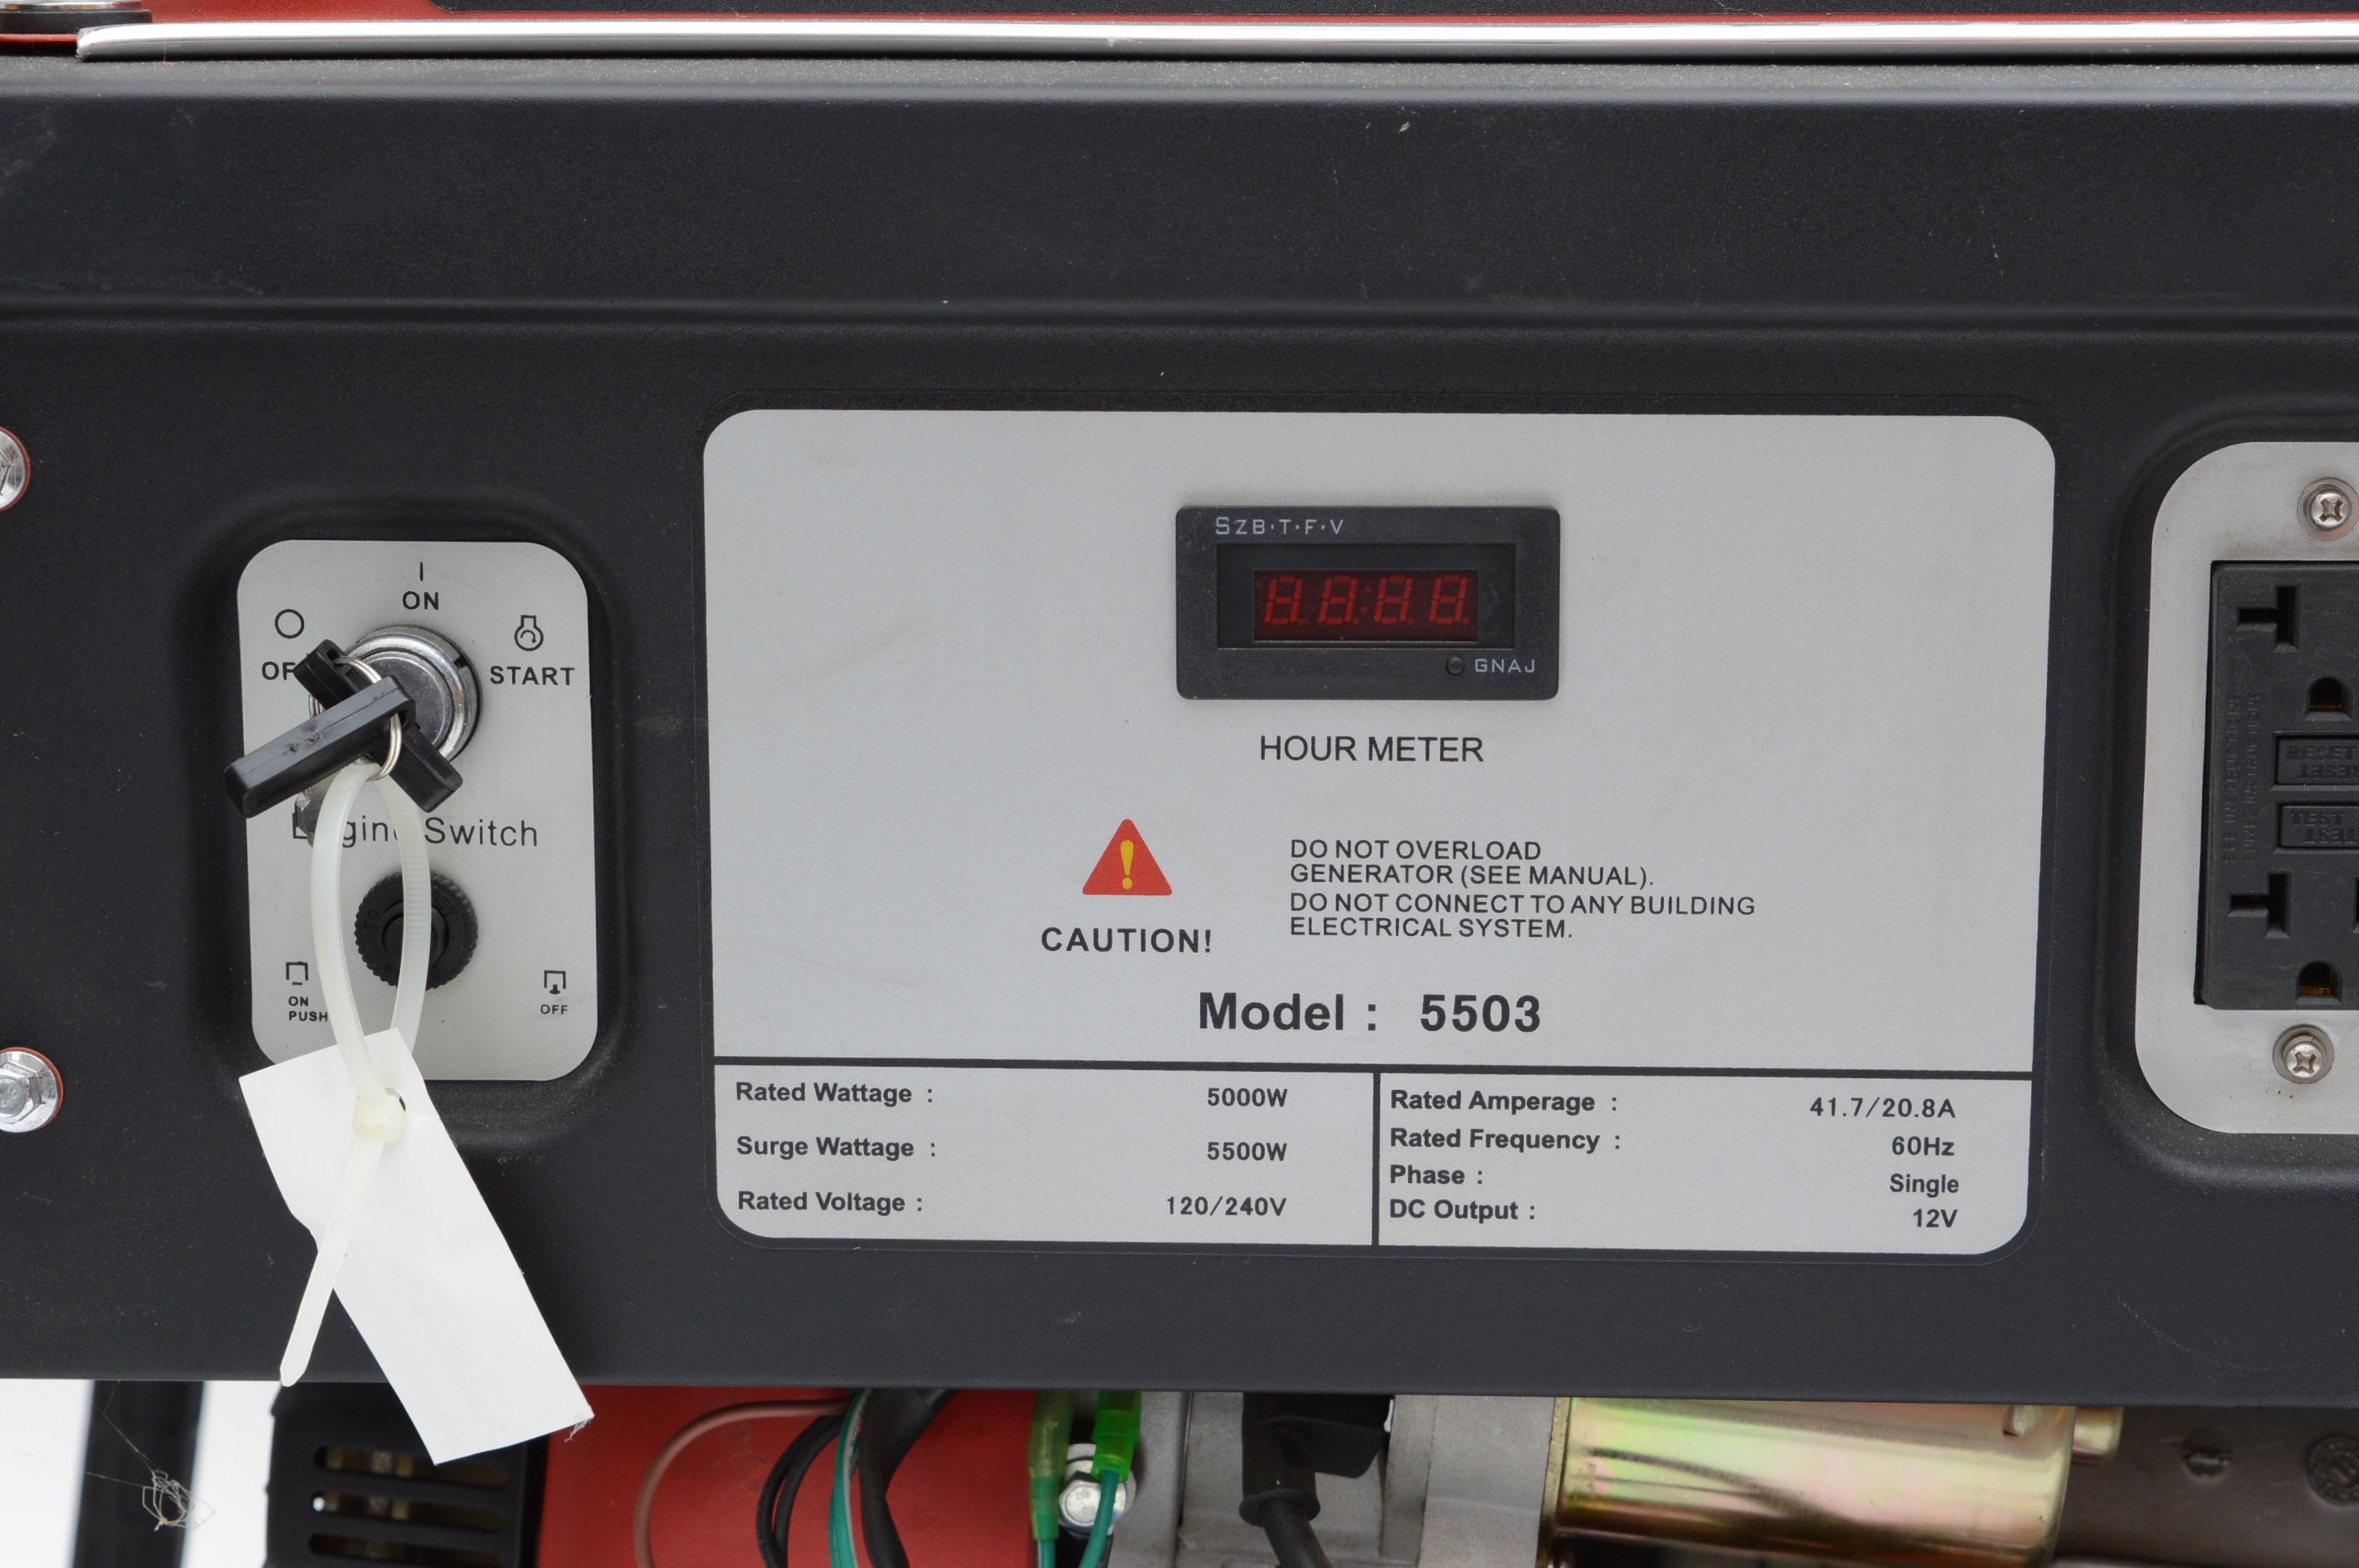 I
ON
START
Switch
ON
PUSH
OFF
SZB·T·F·V
GNAJ
HOUR METER
CAUTION!
DO NOT OVERLOAD
GENERATOR (SEE MANUAL).
DO NOT CONNECT TO ANY BUILDING
ELECTRICAL SYSTEM.
Model : 5503
Rated Wattage : 5000W
Surge Wattage : 5500W
Rated Voltage : 120/240V
Rated Amperage : 41.7/20.8A
Rated Frequency : 60Hz
Phase : Single
DC Output : 12V
RESET
TEST